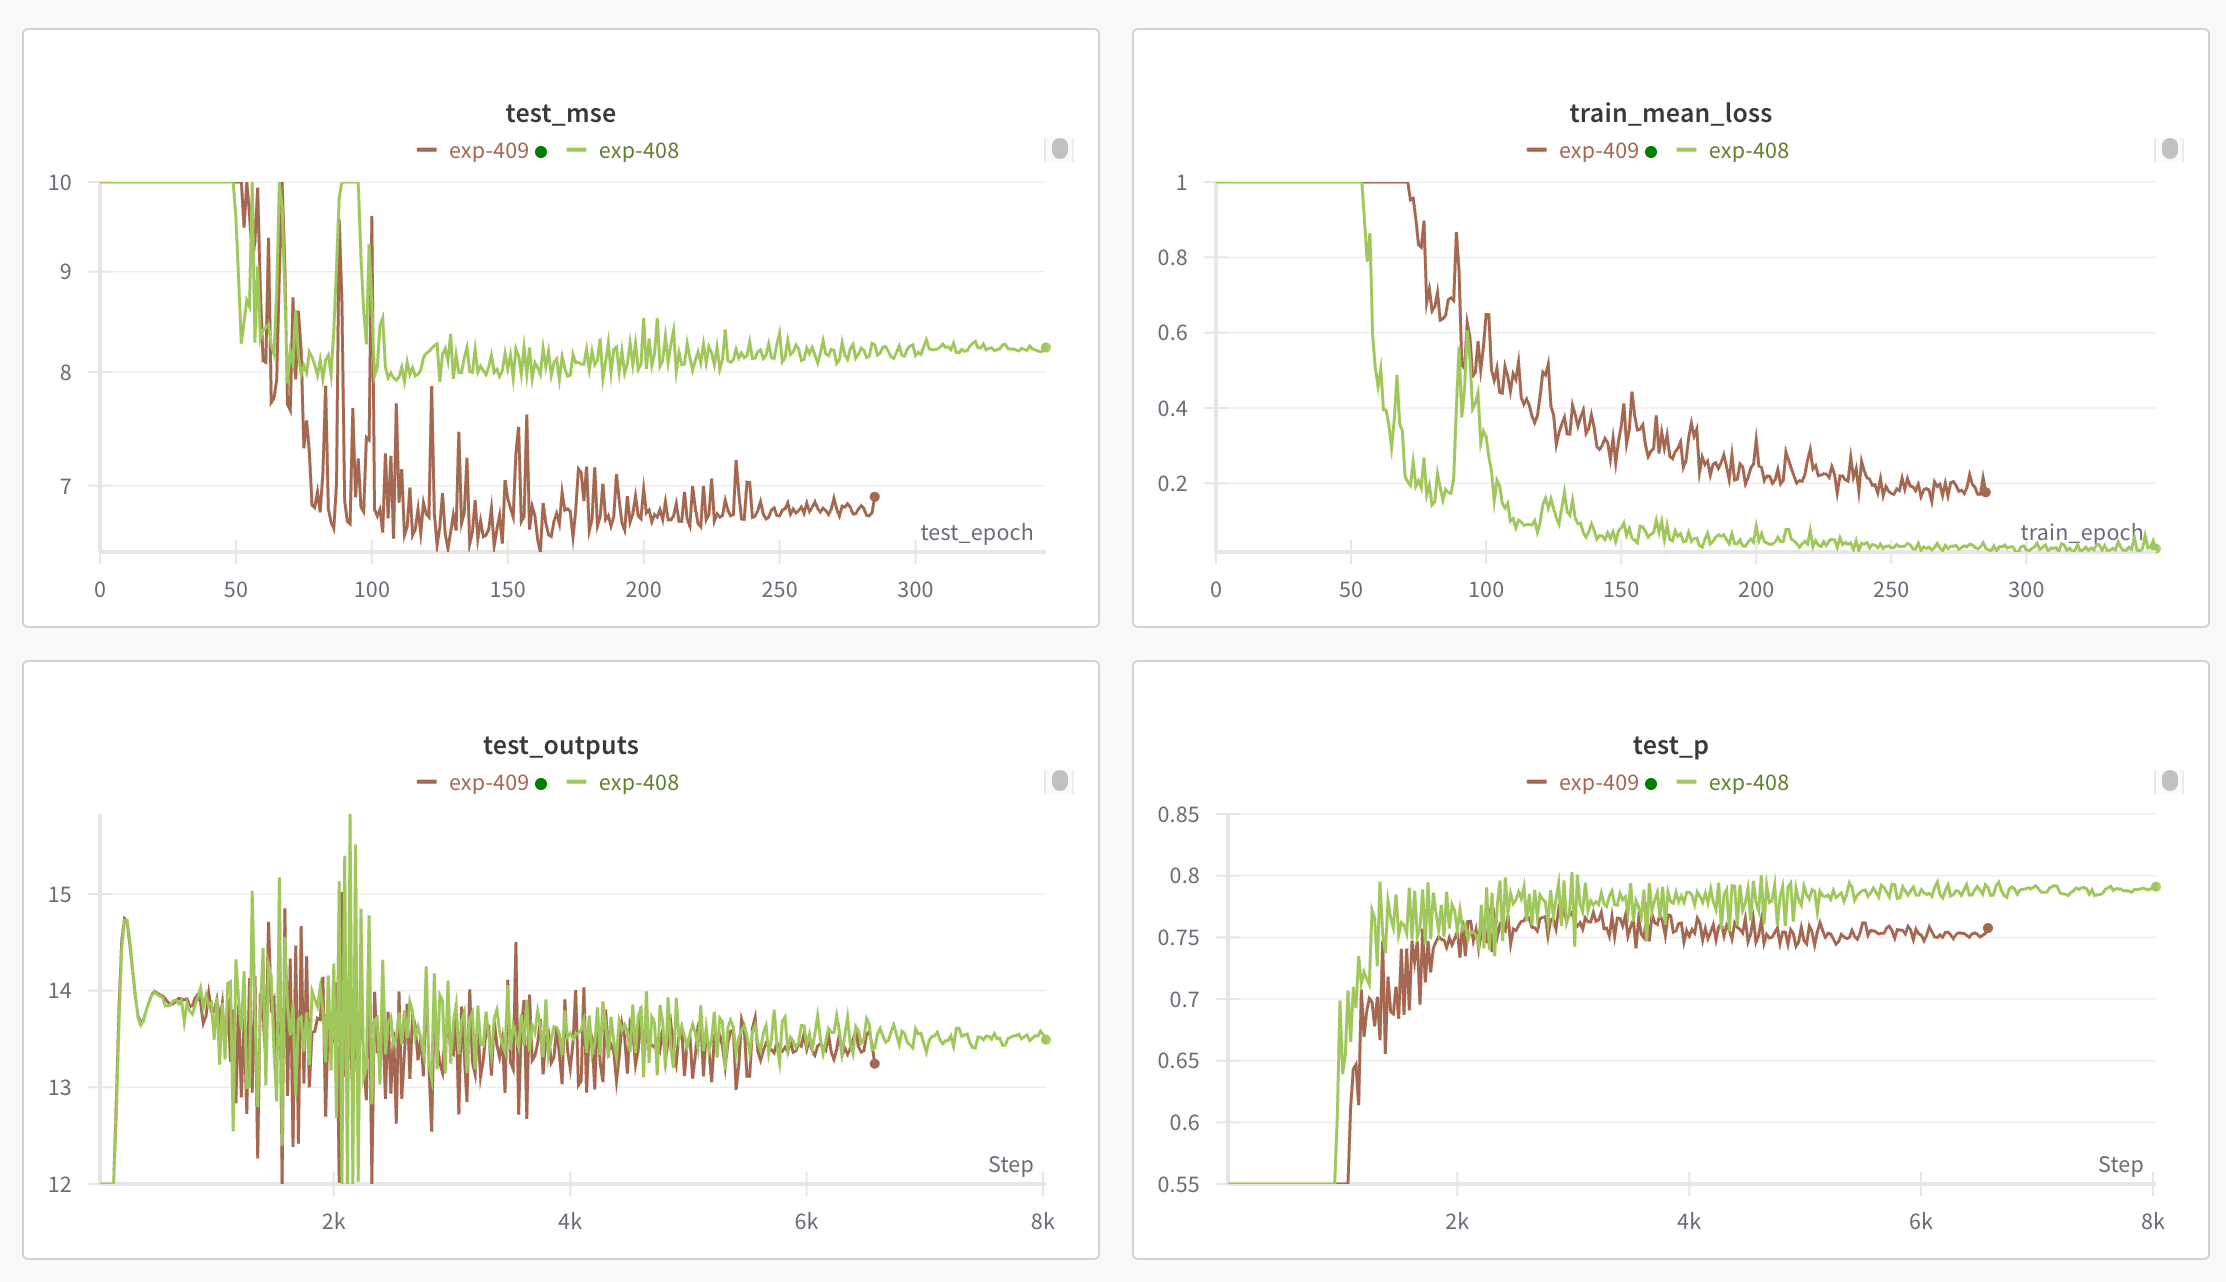 test_mse
exp-409 exp-408
10
9
8
7
test_epoch
0 50 100 150 200 250 300
train_mean_loss
exp-409 exp-408
1
0.8
0.6
0.4
0.2
train_epoch
0 50 100 150 200 250 300
test_outputs
exp-409 exp-408
15
14
13
12
Step
2k 4k 6k 8k
test_p
exp-409 exp-408
0.85
0.8
0.75
0.7
0.65
0.6
0.55
Step
2k 4k 6k 8k